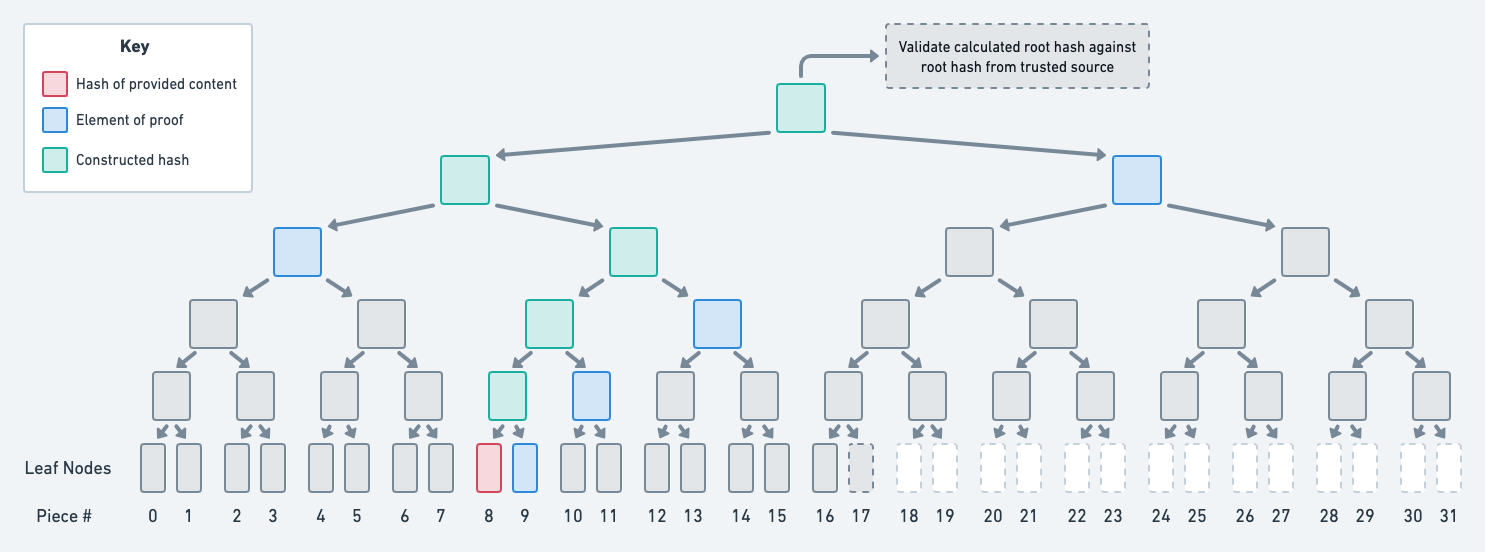 Key
Hash of provided content
Element of proof
Constructed hash
Validate calculated root hash against
root hash from trusted source
Leaf Nodes
Piece # 0 1 2 3 4 5 6 7 8 9 10 11 12 13 14 15 16 17 18 19 20 21 22 23 24 25 26 27 28 29 30 31